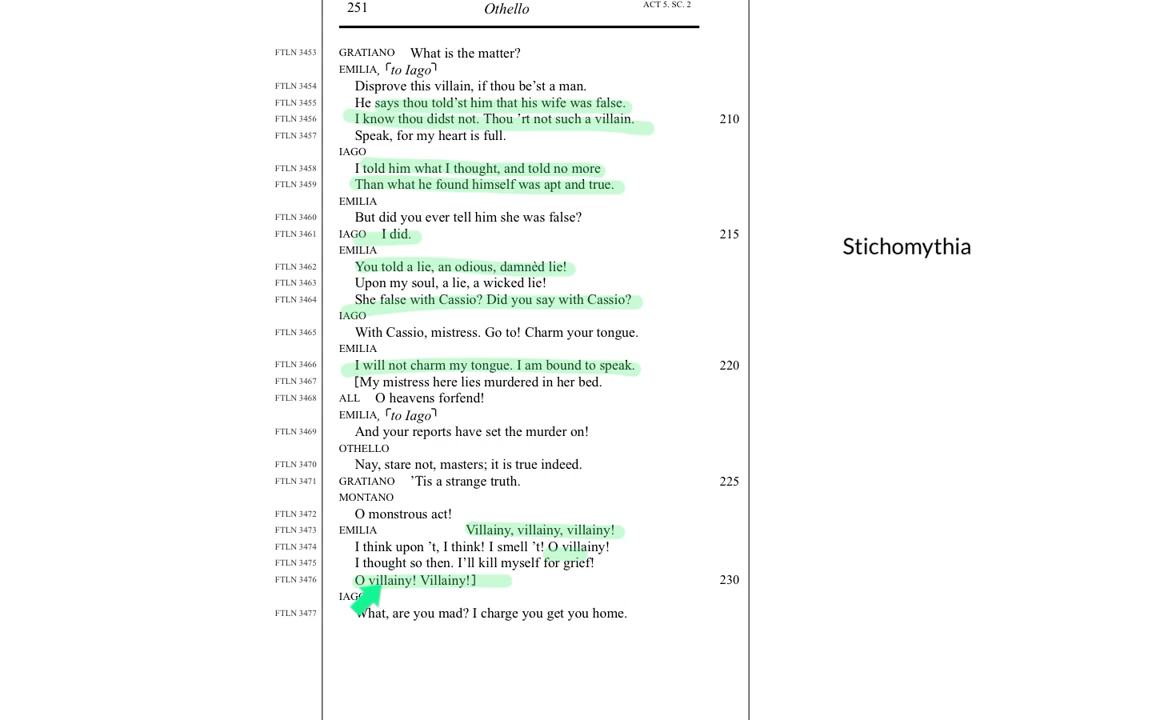 251 Othello ACT 5. SC. 2
FTLN 3453 GRATIANO What is the matter?
EMILIA, ⌜to Iago⌝
FTLN 3454 Disprove this villain, if thou be’st a man.
FTLN 3455 He says thou told’st him that his wife was false.
FTLN 3456 I know thou didst not. Thou ’rt not such a villain. 210
FTLN 3457 Speak, for my heart is full.
IAGO
FTLN 3458 I told him what I thought, and told no more
FTLN 3459 Than what he found himself was apt and true.
EMILIA
FTLN 3460 But did you ever tell him she was false?
FTLN 3461 IAGO I did. 215
EMILIA
FTLN 3462 You told a lie, an odious, damnèd lie!
FTLN 3463 Upon my soul, a lie, a wicked lie!
FTLN 3464 She false with Cassio? Did you say with Cassio?
IAGO
FTLN 3465 With Cassio, mistress. Go to! Charm your tongue.
EMILIA
FTLN 3466 I will not charm my tongue. I am bound to speak. 220
FTLN 3467 [My mistress here lies murdered in her bed.
FTLN 3468 ALL O heavens forfend!
EMILIA, ⌜to Iago⌝
FTLN 3469 And your reports have set the murder on!
OTHELLO
FTLN 3470 Nay, stare not, masters; it is true indeed.
FTLN 3471 GRATIANO ’Tis a strange truth. 225
MONTANO
FTLN 3472 O monstrous act!
FTLN 3473 EMILIA Villainy, villainy, villainy!
FTLN 3474 I think upon ’t, I think! I smell ’t! O villainy!
FTLN 3475 I thought so then. I’ll kill myself for grief!
FTLN 3476 O villainy! Villainy!] 230
IAGO
FTLN 3477 What, are you mad? I charge you get you home.
Stichomythia